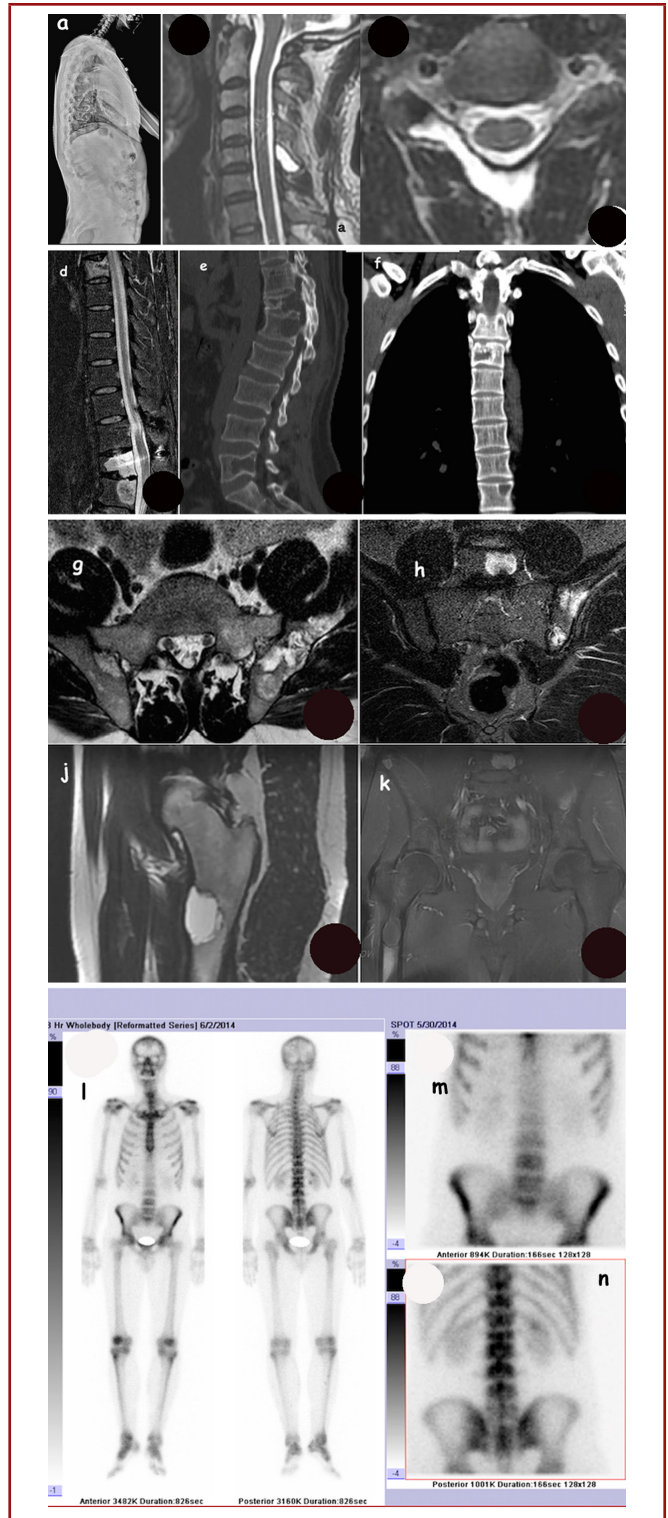 a
a
d
e
f
g
h
j
k
3 Hr Wholebody [Reformatted Series] 6/2/2014
SPOT 5/30/2014
%
90
-1
l
Anterior 3482K Duration:826sec
Posterior 3160K Duration:826sec
%
88
-4
m
Anterior 894K Duration:166sec 128x128
%
88
-4
n
Posterior 1001K Duration:166sec 128x128